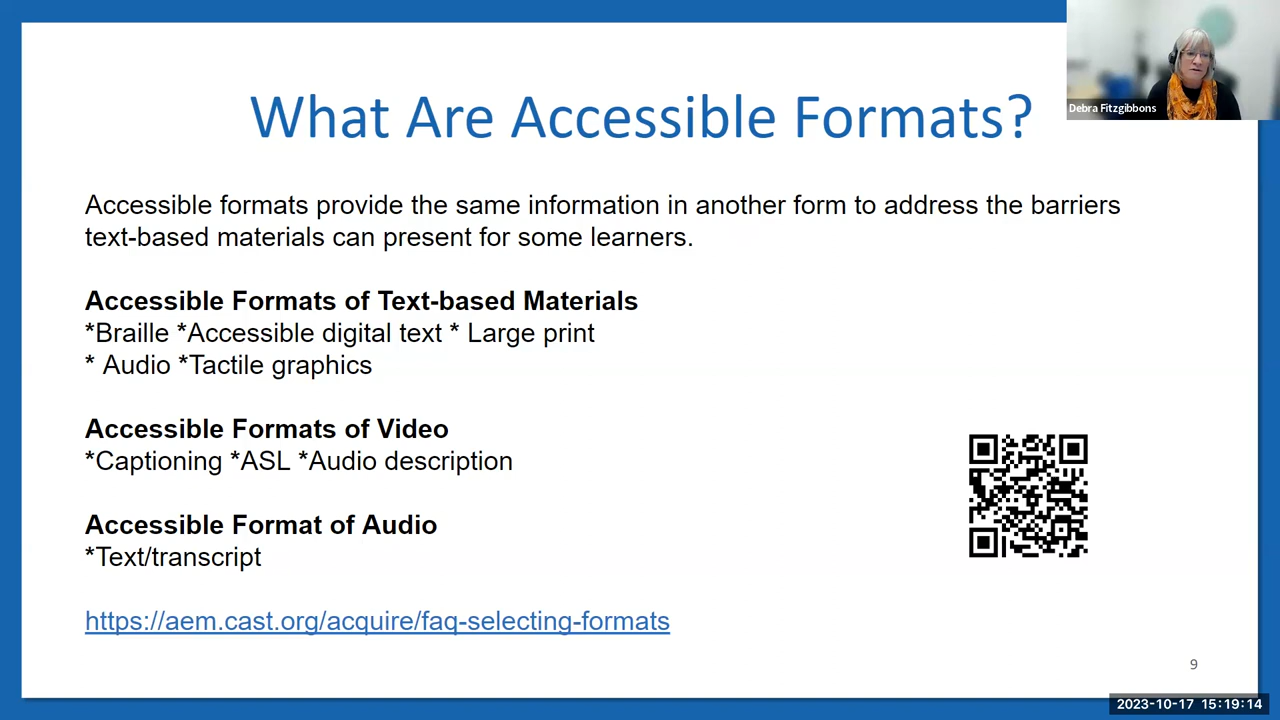 What Are Accessible Formats?
Debra Fitzgibbons
Accessible formats provide the same information in another form to address the barriers
text-based materials can present for some learners.
Accessible Formats of Text-based Materials
*Braille *Accessible digital text * Large print
* Audio *Tactile graphics
Accessible Formats of Video
*Captioning *ASL *Audio description
Accessible Format of Audio
*Text/transcript
https://aem.cast.org/acquire/faq-selecting-formats
9
2023-10-17 15:19:14